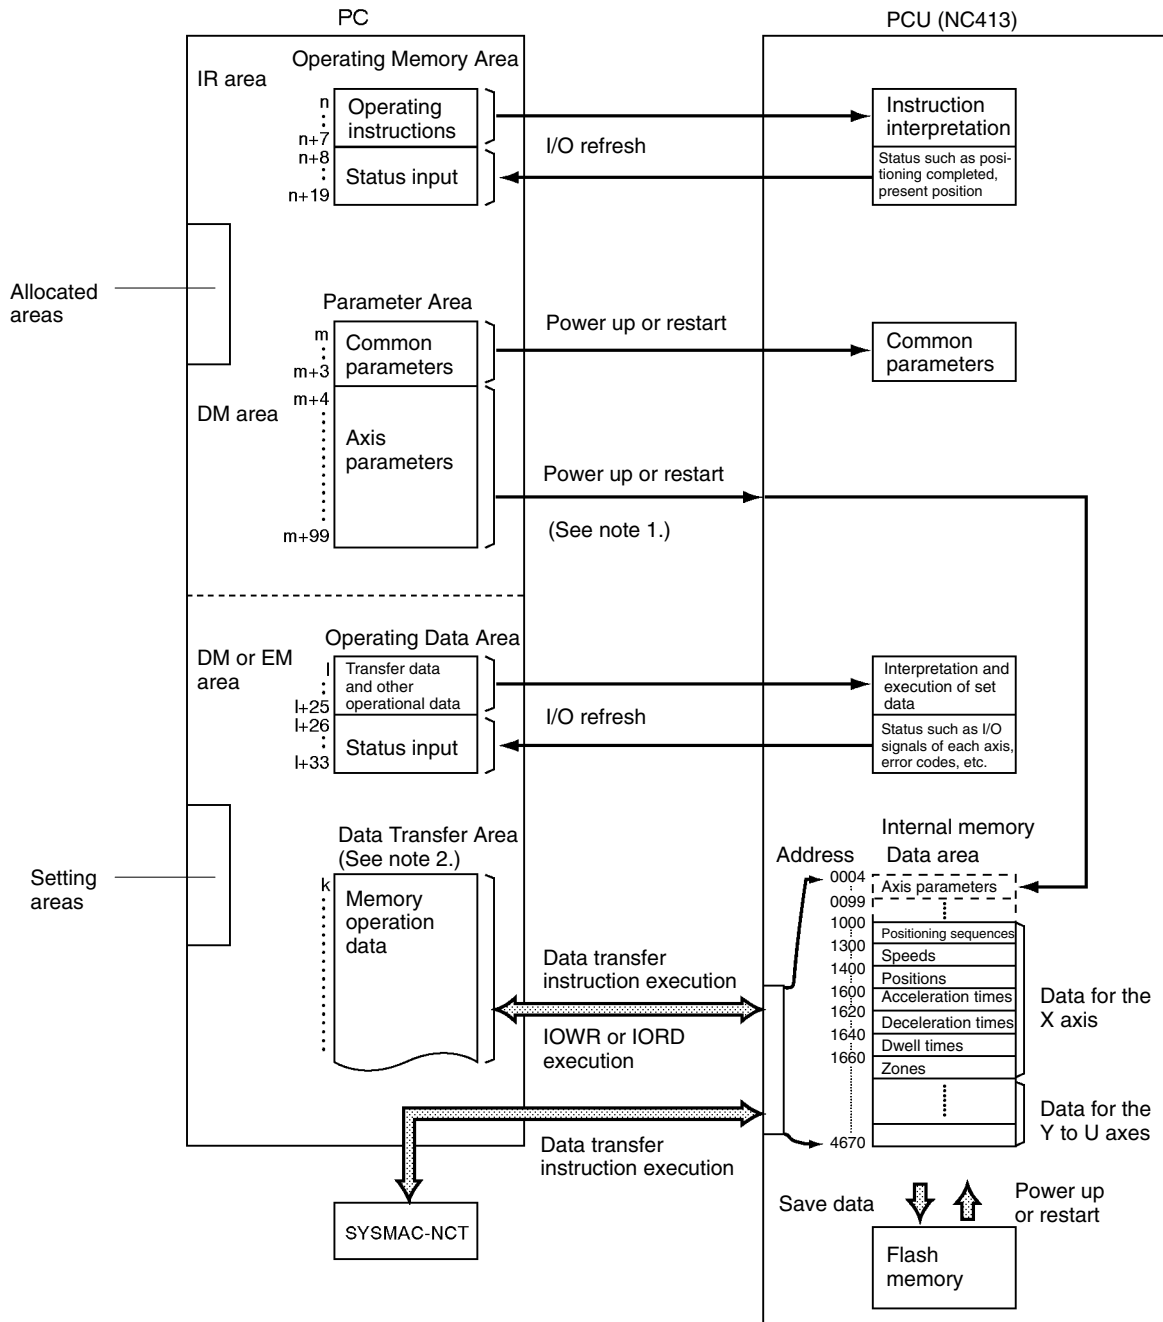 PC
PCU (NC413)
IR area
Operating Memory Area
n
n+7
n+8
n+19
Operating
instructions
Status input
I/O refresh
Instruction
interpretation
Status such as posi-
tioning completed,
present position
Allocated
areas
Parameter Area
m
m+3
m+4
m+99
Common
parameters
Axis
parameters
DM area
Power up or restart
Common
parameters
Power up or restart
(See note 1.)
DM or EM
area
Operating Data Area
l
l+25
l+26
l+33
Transfer data
and other
operational data
Status input
I/O refresh
Interpretation and
execution of set
data
Status such as I/O
signals of each axis,
error codes, etc.
Setting
areas
Data Transfer Area
(See note 2.)
k
Memory
operation
data
Data transfer
instruction execution
IOWR or IORD
execution
Data transfer
instruction execution
SYSMAC-NCT
Internal memory
Address
Data area
0004
Axis parameters
0099
1000
Positioning sequences
1300
Speeds
1400
Positions
1600
Acceleration times
1620
Deceleration times
1640
Dwell times
1660
Zones
4670
Data for the
X axis
Data for the
Y to U axes
Save data
Power up
or restart
Flash
memory